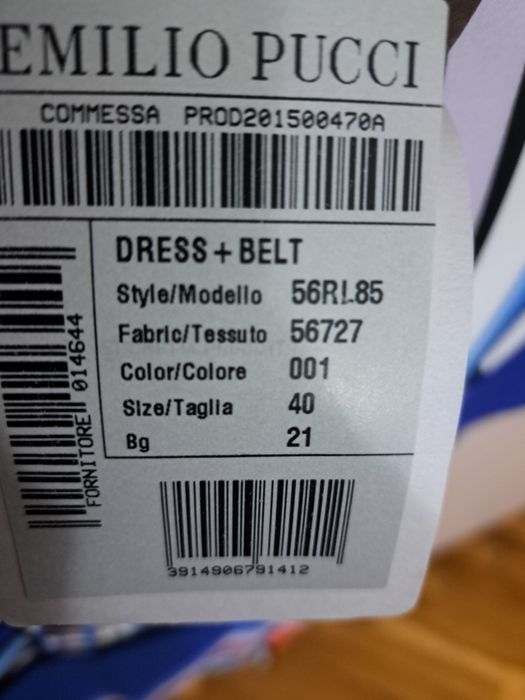 EMILIO PUCCI
COMMESSA PROD201500470A
DRESS + BELT
Style/Modello 56RL85
Fabric/Tessuto 56727
Color/Colore 001
Size/Taglia 40
Bg 21
FORNITORE 014644
3914906791412